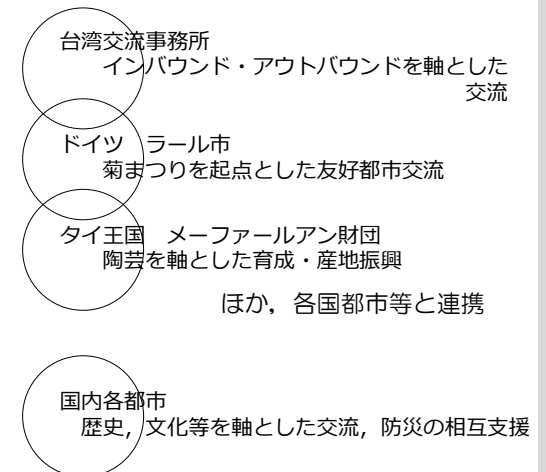 台湾交流事務所
インバウンド・アウトバウンドを軸とした
交流
ドイツ　ラール市
菊まつりを起点とした友好都市交流
タイ王国　メーファールアン財団
陶芸を軸とした育成・産地振興
ほか，各国都市等と連携
国内各都市
歴史，文化等を軸とした交流，防災の相互支援